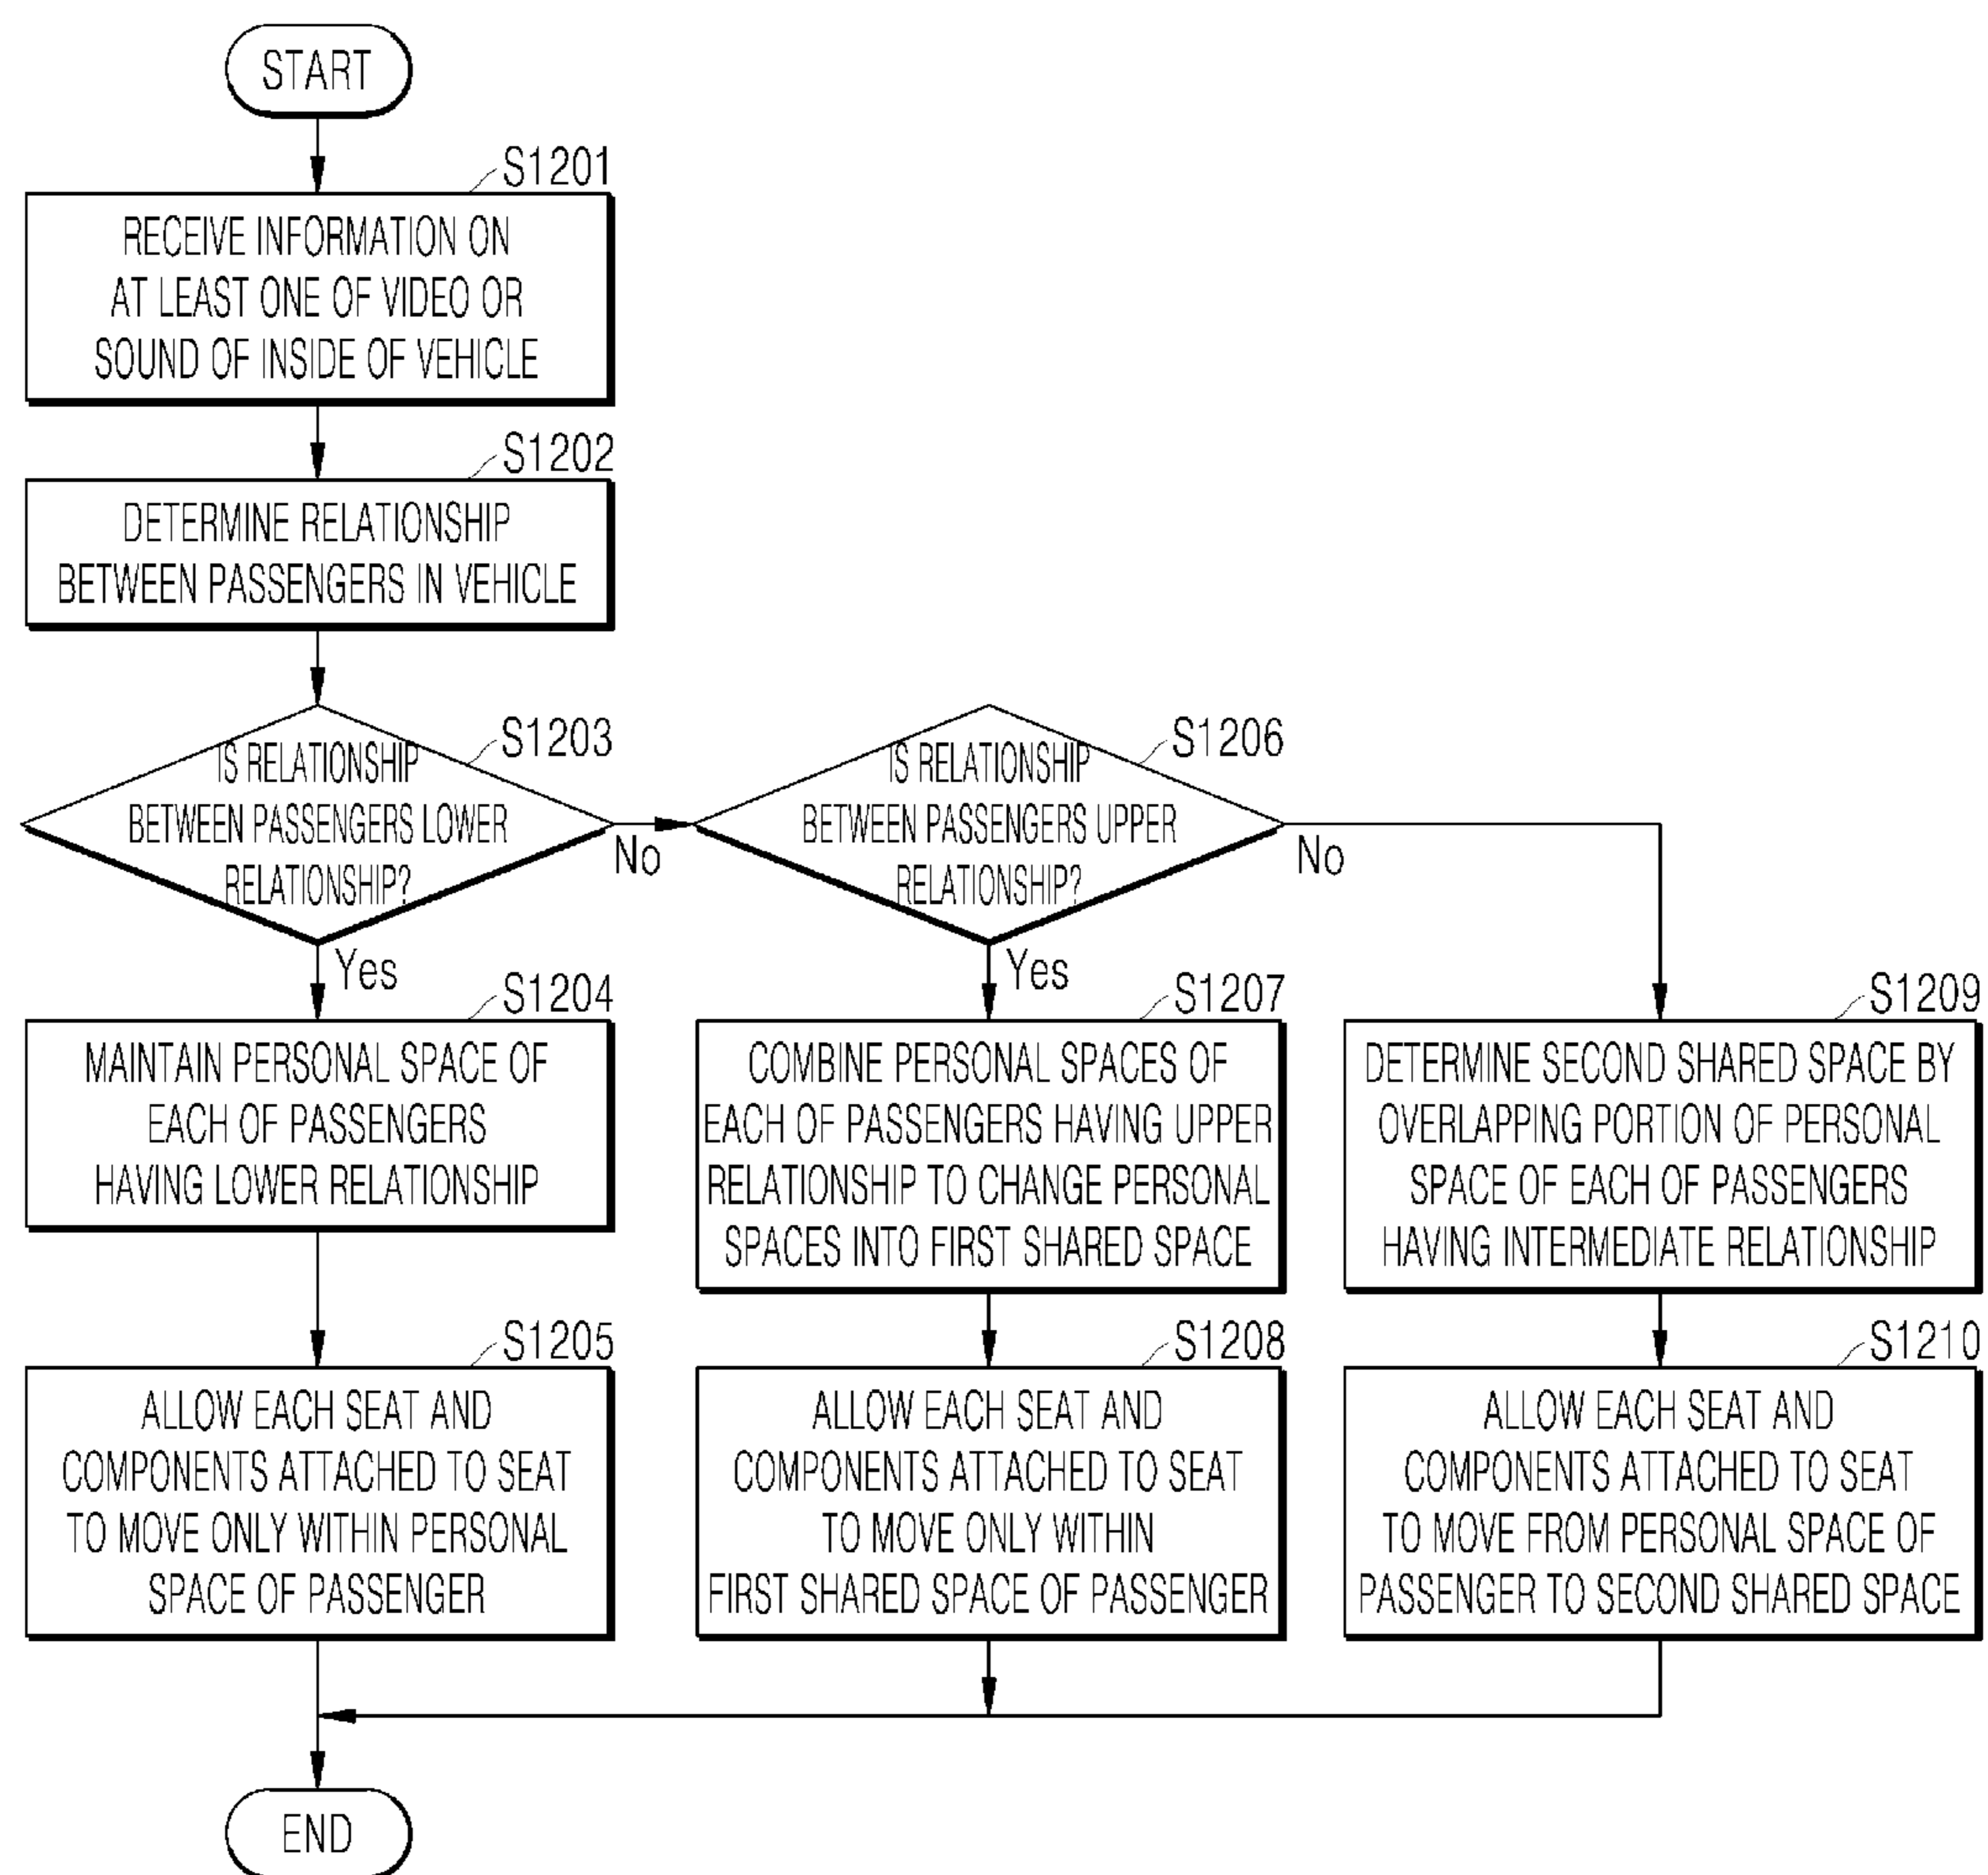 START
S1201
RECEIVE INFORMATION ON
AT LEAST ONE OF VIDEO OR
SOUND OF INSIDE OF VEHICLE
S1202
DETERMINE RELATIONSHIP
BETWEEN PASSENGERS IN VEHICLE
S1203
IS RELATIONSHIP
BETWEEN PASSENGERS LOWER
RELATIONSHIP?
No
Yes
S1206
IS RELATIONSHIP
BETWEEN PASSENGERS UPPER
RELATIONSHIP?
No
Yes
S1204
MAINTAIN PERSONAL SPACE OF
EACH OF PASSENGERS
HAVING LOWER RELATIONSHIP
S1207
COMBINE PERSONAL SPACES OF
EACH OF PASSENGERS HAVING UPPER
RELATIONSHIP TO CHANGE PERSONAL
SPACES INTO FIRST SHARED SPACE
S1209
DETERMINE SECOND SHARED SPACE BY
OVERLAPPING PORTION OF PERSONAL
SPACE OF EACH OF PASSENGERS
HAVING INTERMEDIATE RELATIONSHIP
S1205
ALLOW EACH SEAT AND
COMPONENTS ATTACHED TO SEAT
TO MOVE ONLY WITHIN PERSONAL
SPACE OF PASSENGER
S1208
ALLOW EACH SEAT AND
COMPONENTS ATTACHED TO SEAT
TO MOVE ONLY WITHIN
FIRST SHARED SPACE OF PASSENGER
S1210
ALLOW EACH SEAT AND
COMPONENTS ATTACHED TO SEAT
TO MOVE FROM PERSONAL SPACE OF
PASSENGER TO SECOND SHARED SPACE
END